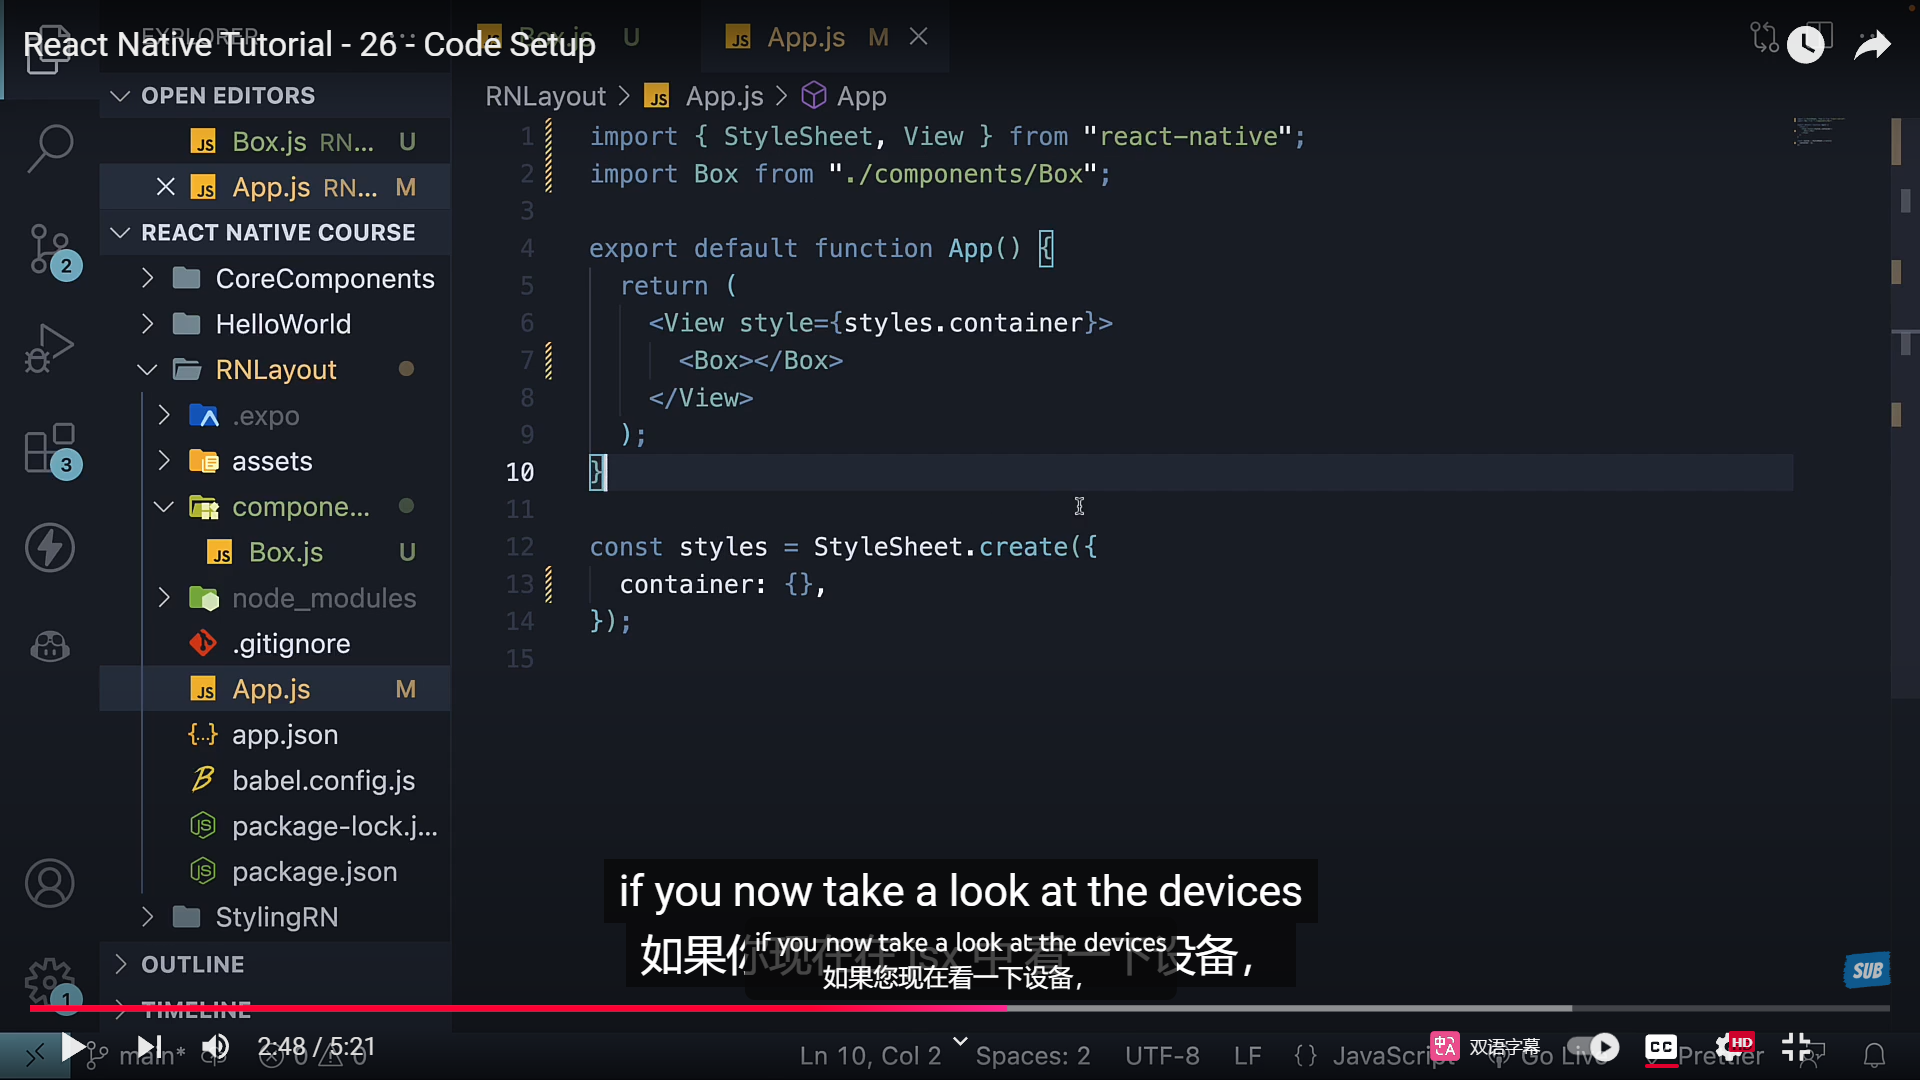 React Native Tutorial - 26 - Code Setup
EXPLORER
Box.js U
App.js M
OPEN EDITORS
Box.js RN... U
App.js RN... M
REACT NATIVE COURSE
CoreComponents
HelloWorld
RNLayout
.expo
assets
compone...
Box.js U
node_modules
.gitignore
App.js M
app.json
babel.config.js
package-lock.j...
package.json
StylingRN
OUTLINE
TIMELINE
2
3
1
RNLayout > JS App.js > App
1 import { StyleSheet, View } from "react-native";
2 import Box from "./components/Box";
3
4 export default function App() {
5 return (
6 <View style={styles.container}>
7 <Box></Box>
8 </View>
9 );
10 }
11
12 const styles = StyleSheet.create({
13 container: {},
14 });
15
if you now take a look at the devices
如果你现在在 jsx 中看一下设备，
if you now take a look at the devices
如果您现在看一下设备，
SUB
2:48 / 5:21
main* 0 0
Ln 10, Col 2 Spaces: 2 UTF-8 LF {} JavaScript Go Live Prettier
双语字幕
CC
HD